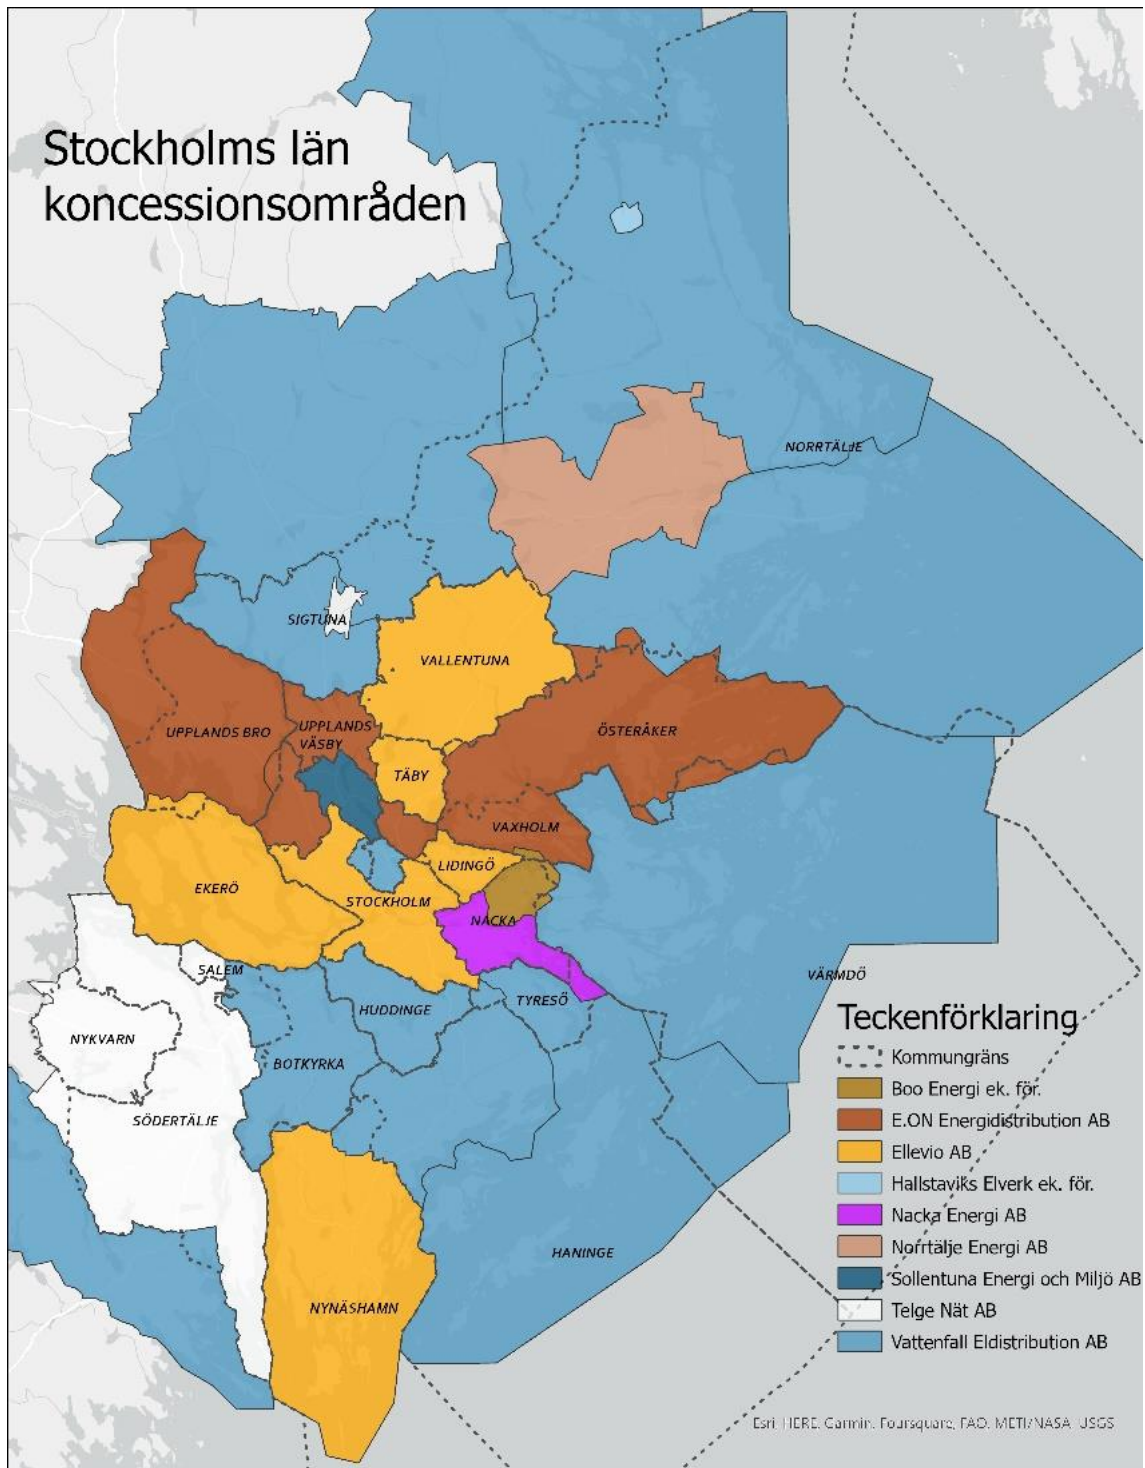 Stockholms län
koncessionsområden
NORRTÄLJE
SIGTUNA
VALLENTUNA
UPPLANDS BRO
UPPLANDS
VÄSBY
ÖSTERÅKER
TÄBY
VAXHOLM
LIDINGÖ
EKERÖ
STOCKHOLM
NACKA
SALEM
VÄRMDÖ
TYRESÖ
HUDDINGE
NYKVARN
BOTKYRKA
SÖDERTÄLJE
HANINGE
NYNÄSHAMN
Teckenförklaring
Kommungräns
Boo Energi ek. för.
E.ON Energidistribution AB
Ellevio AB
Hallstaviks Elverk ek. för.
Nacka Energi AB
Norrtälje Energi AB
Sollentuna Energi och Miljö AB
Telge Nät AB
Vattenfall Eldistribution AB
Esri, HERE, Garmin, Foursquare, FAO, METI/NASA, USGS